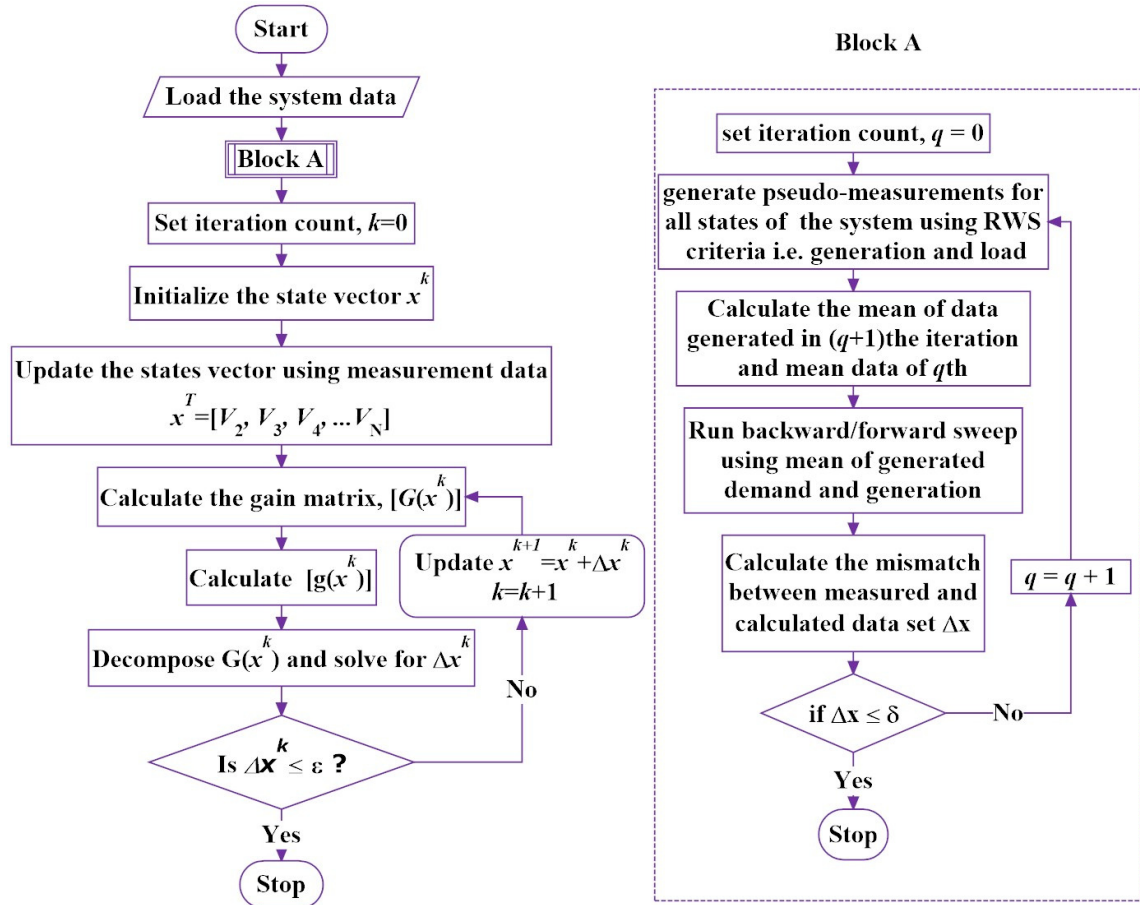 Start
Load the system data
Block A
Set iteration count, k=0
Initialize the state vector x^k
Update the states vector using measurement data
x^T=[V_2, V_3, V_4, ...V_N]
Calculate the gain matrix, [G(x^k)]
Calculate [g(x^k)]
Decompose G(x^k) and solve for Δx^k
Is Δx^k ≤ ε ?
Yes
Stop
No
Update x^{k+1}=x^k+Δx^k
k=k+1
Block A
set iteration count, q = 0
generate pseudo-measurements for
all states of the system using RWS
criteria i.e. generation and load
Calculate the mean of data
generated in (q+1)the iteration
and mean data of qth
Run backward/forward sweep
using mean of generated
demand and generation
Calculate the mismatch
between measured and
calculated data set Δx
if Δx ≤ δ
No
q = q + 1
Yes
Stop